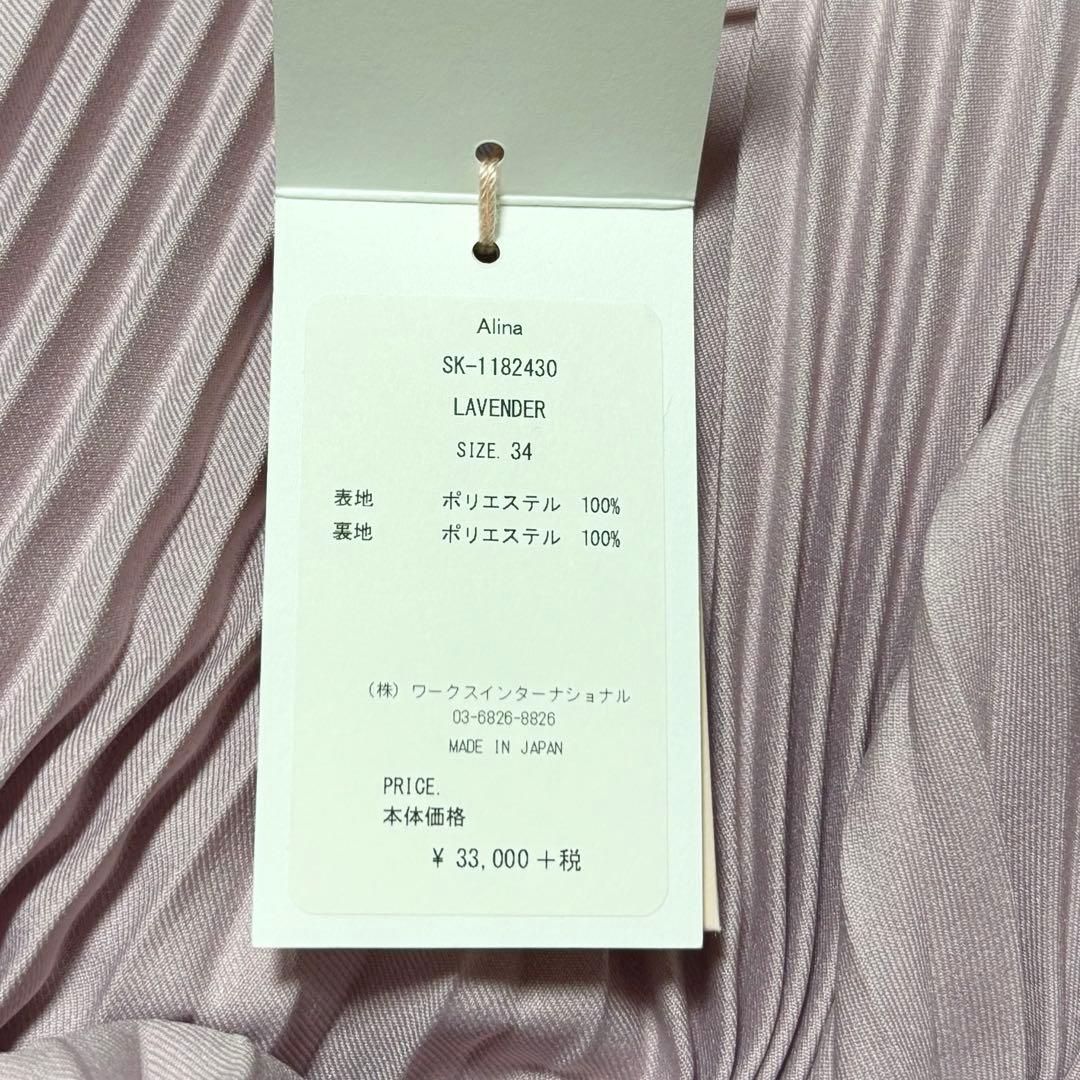 Alina
SK-1182430
LAVENDER
SIZE. 34
表地 ポリエステル 100%
裏地 ポリエステル 100%
(株) ワークスインターナショナル
03-6826-8826
MADE IN JAPAN
PRICE.
本体価格
¥ 33,000+税